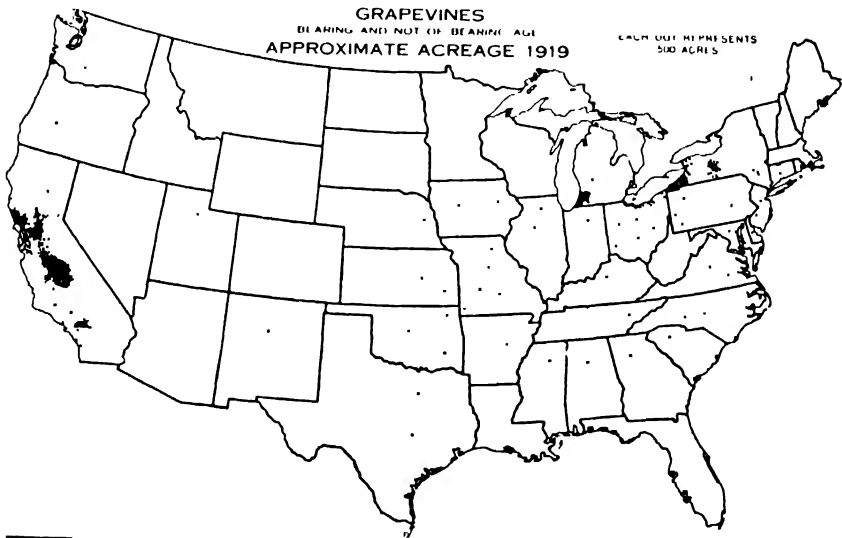 GRAPEVINES
BEARING AND NOT OF BEARING AGE
APPROXIMATE ACREAGE 1919
EACH DOT REPRESENTS
500 ACRES